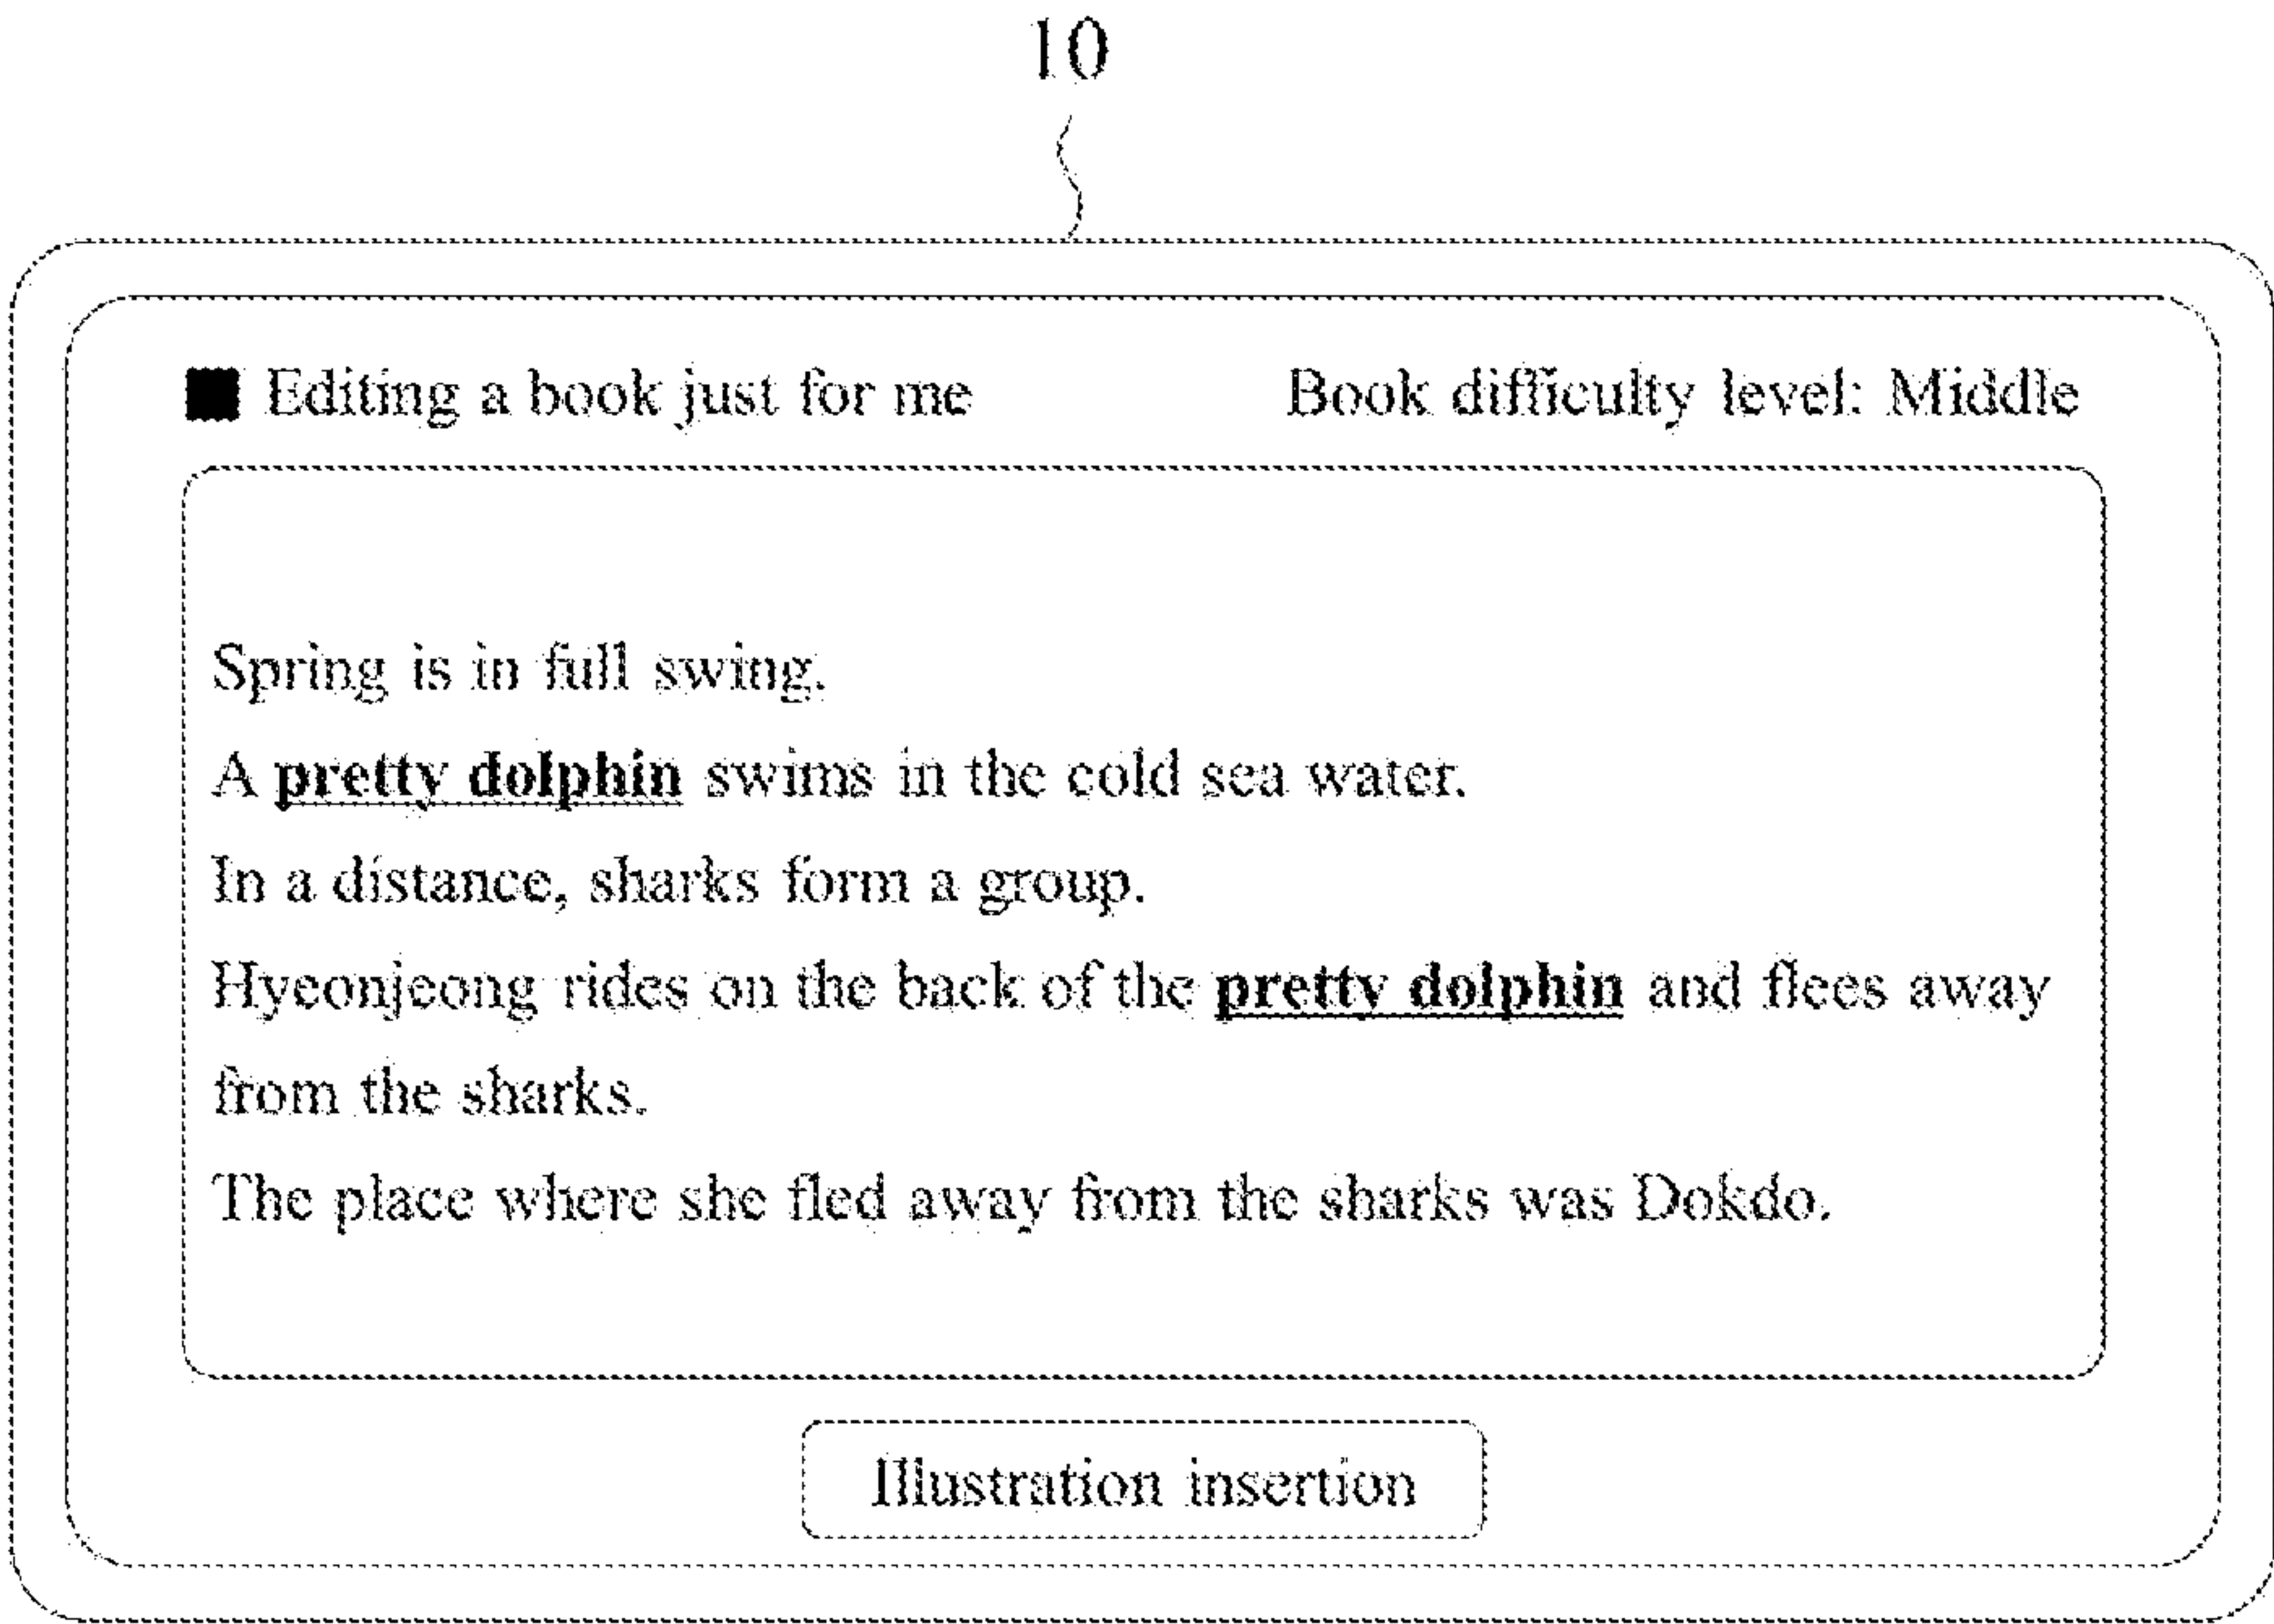 10
■ Editing a book just for me
Book difficulty level: Middle
Spring is in full swing.
A pretty dolphin swims in the cold sea water.
In a distance, sharks form a group.
Hyeonjeong rides on the back of the pretty dolphin and flees away
from the sharks.
The place where she fled away from the sharks was Dokdo.
Illustration insertion